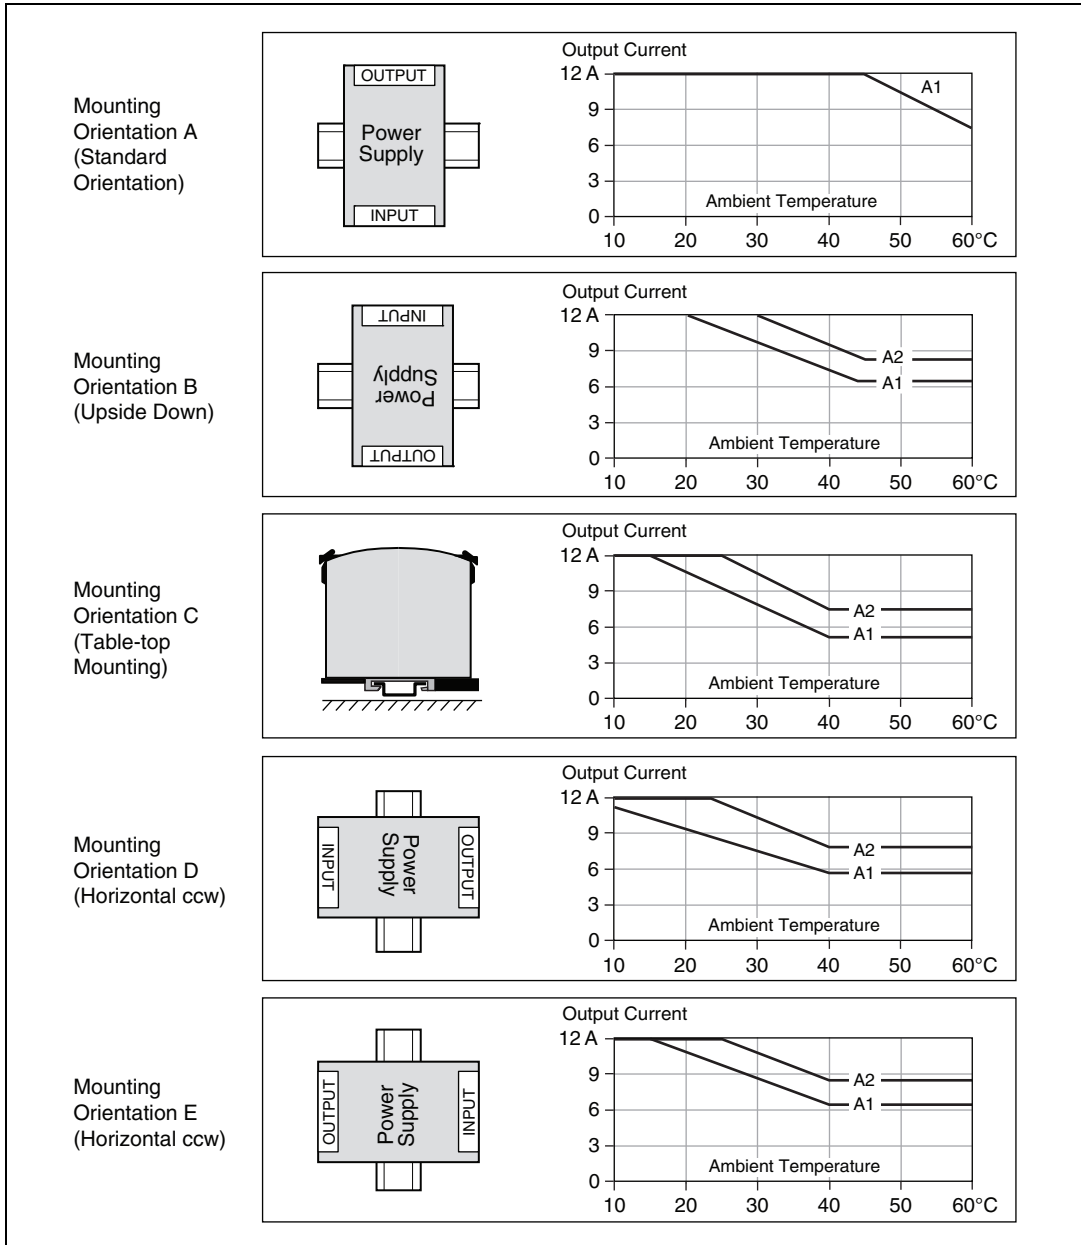 Mounting
Orientation A
(Standard
Orientation)
OUTPUT
Power
Supply
INPUT
Output Current
12 A
9
6
3
0
A1
Ambient Temperature
10 20 30 40 50 60°C
Mounting
Orientation B
(Upside Down)
INPUT
Power
Supply
OUTPUT
Output Current
12 A
9
6
3
0
A2
A1
Ambient Temperature
10 20 30 40 50 60°C
Mounting
Orientation C
(Table-top
Mounting)
Output Current
12 A
9
6
3
0
A2
A1
Ambient Temperature
10 20 30 40 50 60°C
Mounting
Orientation D
(Horizontal ccw)
INPUT
Power
Supply
OUTPUT
Output Current
12 A
9
6
3
0
A2
A1
Ambient Temperature
10 20 30 40 50 60°C
Mounting
Orientation E
(Horizontal ccw)
OUTPUT
Power
Supply
INPUT
Output Current
12 A
9
6
3
0
A2
A1
Ambient Temperature
10 20 30 40 50 60°C